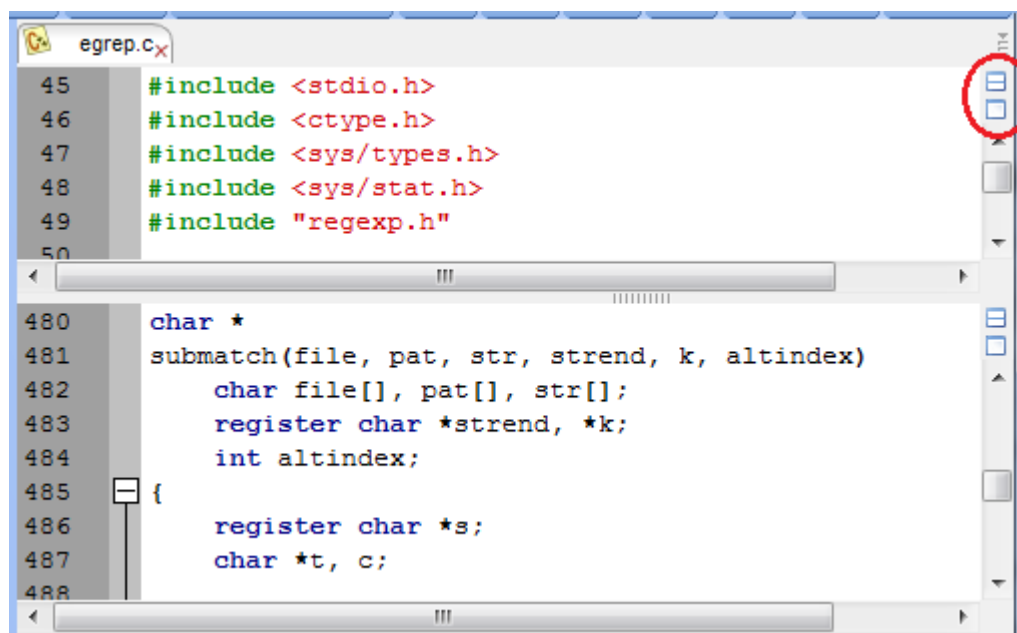 egrep.c
45 #include <stdio.h>
46 #include <ctype.h>
47 #include <sys/types.h>
48 #include <sys/stat.h>
49 #include "regexp.h"
50
480 char *
481 submatch(file, pat, str, strend, k, altindex)
482 char file[], pat[], str[];
483 register char *strend, *k;
484 int altindex;
485 {
486 register char *s;
487 char *t, c;
488